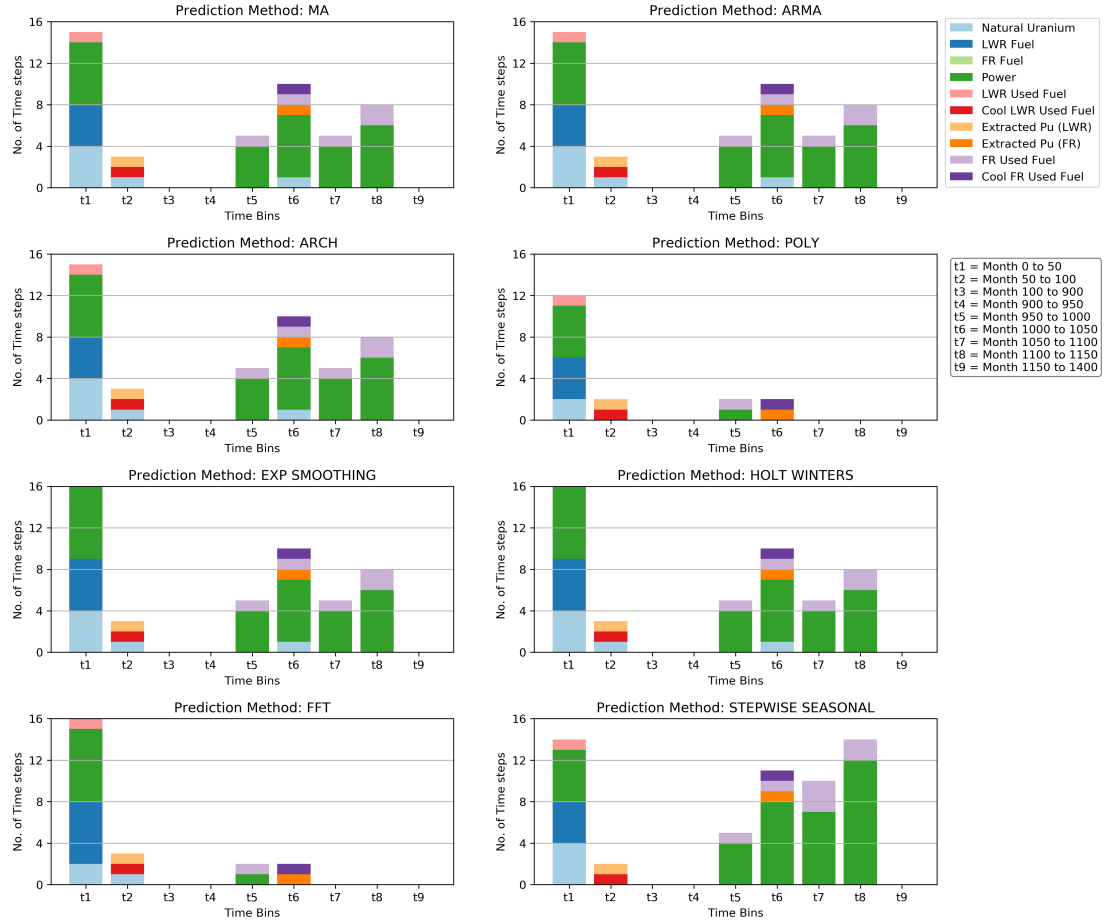 Prediction Method: MA
16
12
8
4
0
No. of Time steps
t1 t2 t3 t4 t5 t6 t7 t8 t9
Time Bins
Prediction Method: ARMA
16
12
8
4
0
No. of Time steps
t1 t2 t3 t4 t5 t6 t7 t8 t9
Time Bins
Natural Uranium
LWR Fuel
FR Fuel
Power
LWR Used Fuel
Cool LWR Used Fuel
Extracted Pu (LWR)
Extracted Pu (FR)
FR Used Fuel
Cool FR Used Fuel
Prediction Method: ARCH
16
12
8
4
0
No. of Time steps
t1 t2 t3 t4 t5 t6 t7 t8 t9
Time Bins
Prediction Method: POLY
16
12
8
4
0
No. of Time steps
t1 t2 t3 t4 t5 t6 t7 t8 t9
Time Bins
t1 = Month 0 to 50
t2 = Month 50 to 100
t3 = Month 100 to 900
t4 = Month 900 to 950
t5 = Month 950 to 1000
t6 = Month 1000 to 1050
t7 = Month 1050 to 1100
t8 = Month 1100 to 1150
t9 = Month 1150 to 1400
Prediction Method: EXP SMOOTHING
16
12
8
4
0
No. of Time steps
t1 t2 t3 t4 t5 t6 t7 t8 t9
Time Bins
Prediction Method: HOLT WINTERS
16
12
8
4
0
No. of Time steps
t1 t2 t3 t4 t5 t6 t7 t8 t9
Time Bins
Prediction Method: FFT
16
12
8
4
0
No. of Time steps
t1 t2 t3 t4 t5 t6 t7 t8 t9
Time Bins
Prediction Method: STEPWISE SEASONAL
16
12
8
4
0
No. of Time steps
t1 t2 t3 t4 t5 t6 t7 t8 t9
Time Bins